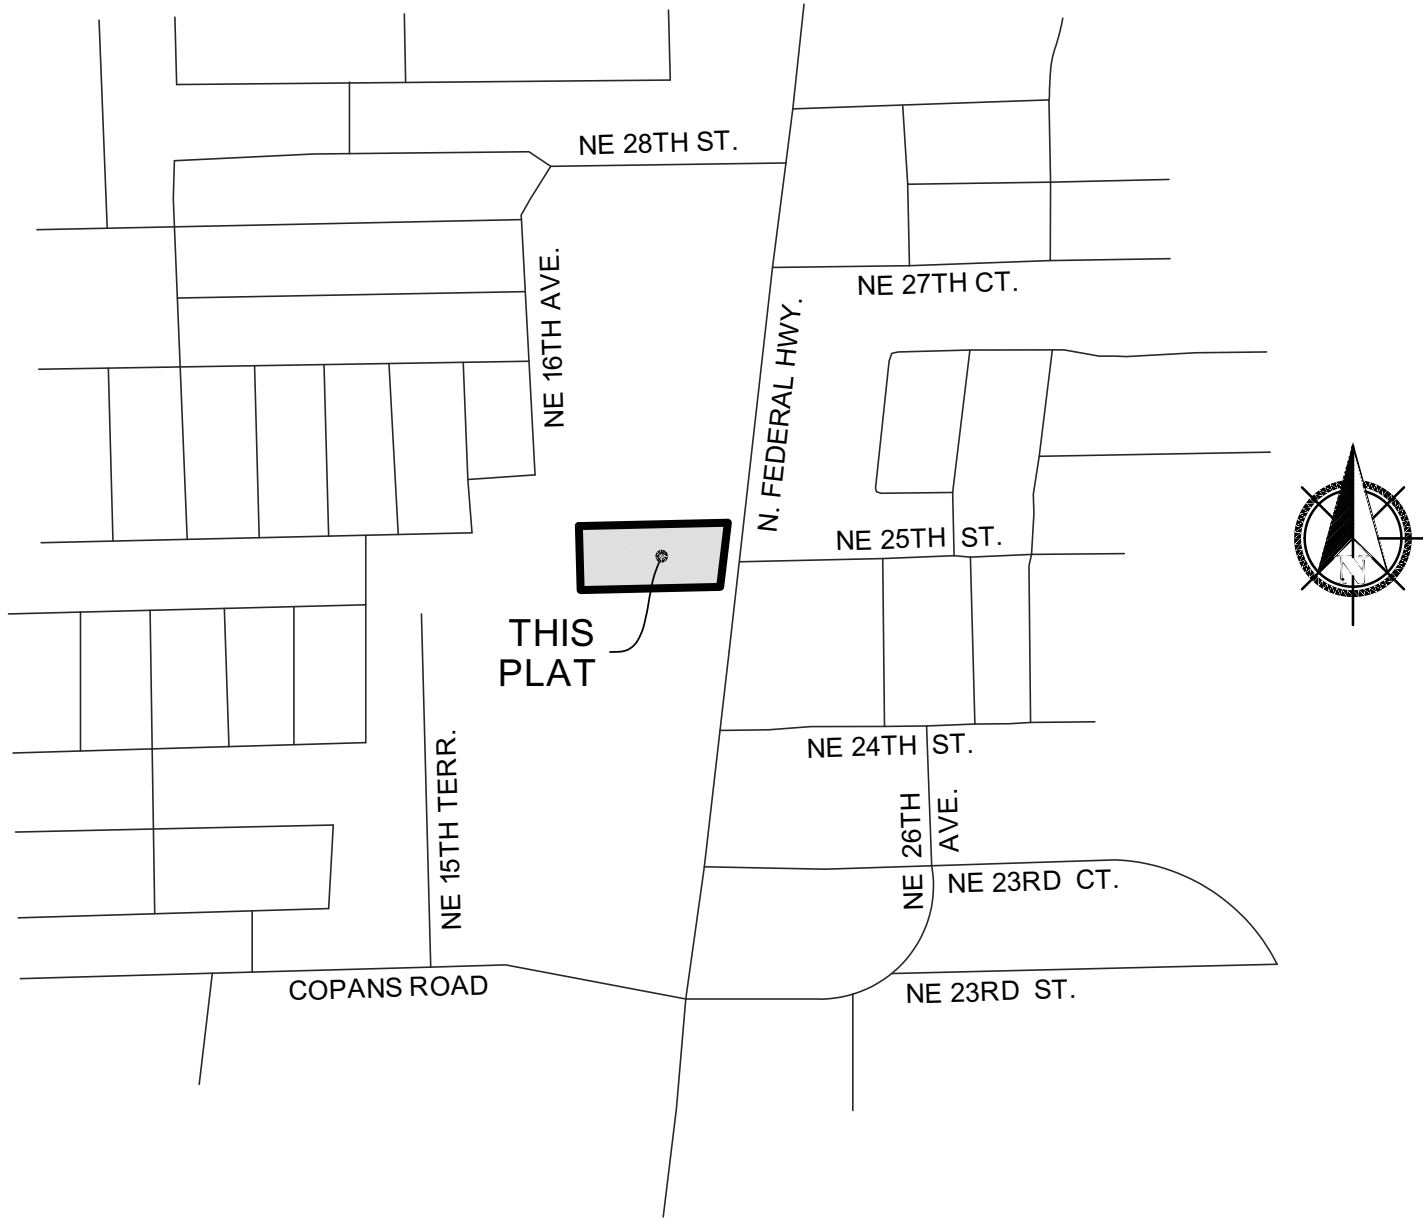 NE 28TH ST.
NE 16TH AVE.
NE 27TH CT.
N. FEDERAL HWY.
NE 25TH ST.
N
THIS
PLAT
NE 15TH TERR.
NE 24TH ST.
NE 26TH
AVE.
NE 23RD CT.
COPANS ROAD
NE 23RD ST.